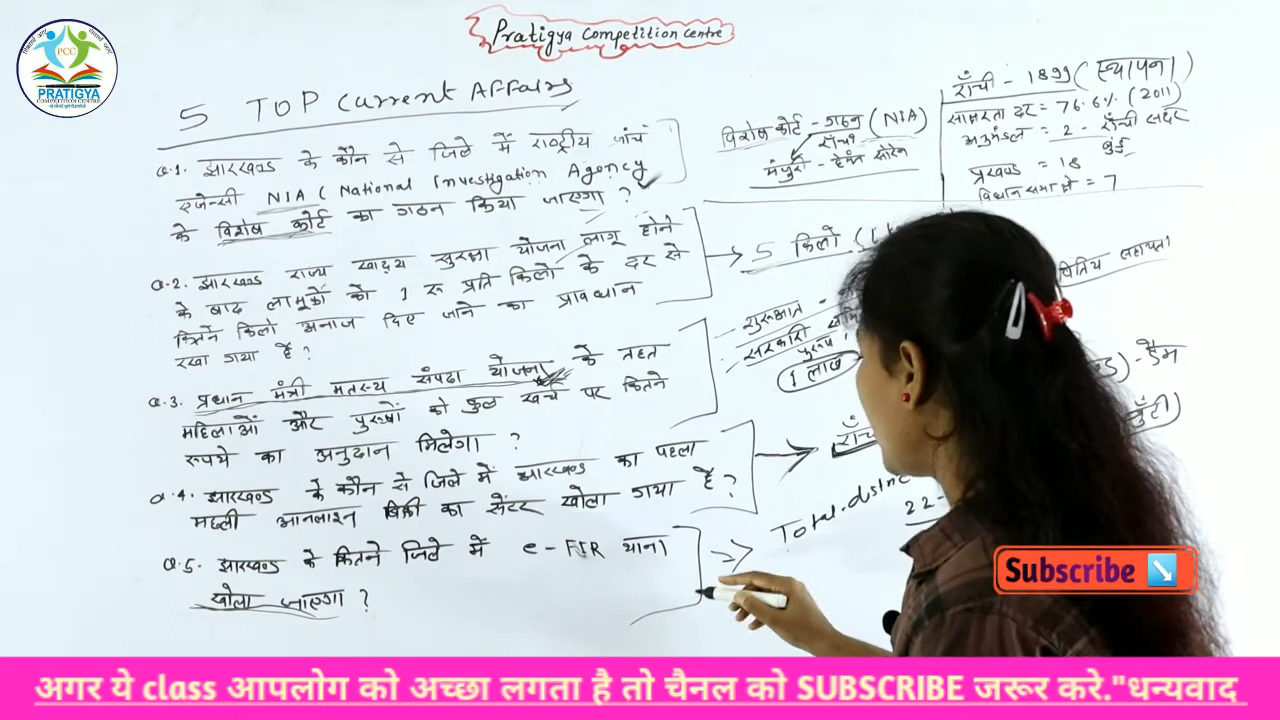 Pratigya Competition Centre
PCC
PRATIGYA
COMPETITION CENTRE
5 TOP Current Affairs
Q.1. झारखण्ड के कौन से जिले में राष्ट्रीय जांच
एजेन्सी NIA (National Investigation Agency
के विशेष कोर्ट का गठन किया जाएगा ?
Q.2. झारखण्ड राज्य खाद्य सुरक्षा योजना लागू होने
के बाद लाभूकों को 1 रु प्रति किलो के दर से
कितने किलो अनाज दिए जाने का प्रावधान
रखा गया है ?
Q.3. प्रधान मंत्री मतस्य संपदा योजना के तहत
महिलाओं और पुरुषों को कुल खर्च पर कितने
रुपये का अनुदान मिलेगा ?
Q.4. झारखण्ड के कौन से जिले में झारखण्ड का पहला
मछली आनलाइन बिक्री का सेंटर खोला गया है ?
Q.5. झारखण्ड के कितने जिले में e-FIR थाना
खोला जाएगा ?
विशेष कोर्ट - गठन (NIA)
राँची
मंजुरी - हेमंत सोरेन
राँची - 1899 (स्थापना)
साक्षरता दर = 76.6% (2011)
अनुमंडल = 2 - राँची सदर
बुंडू
प्रखण्ड = 18
विधानसभा = 7
5 किलो (1
शुरुआत -
वित्तिय सहायता
सरकारी
पुरुष,
1 लाख
- डैम
राँच
Total distric
22-
Subscribe
अगर ये class आपलोग को अच्छा लगता है तो चैनल को SUBSCRIBE जरूर करे."धन्यवाद